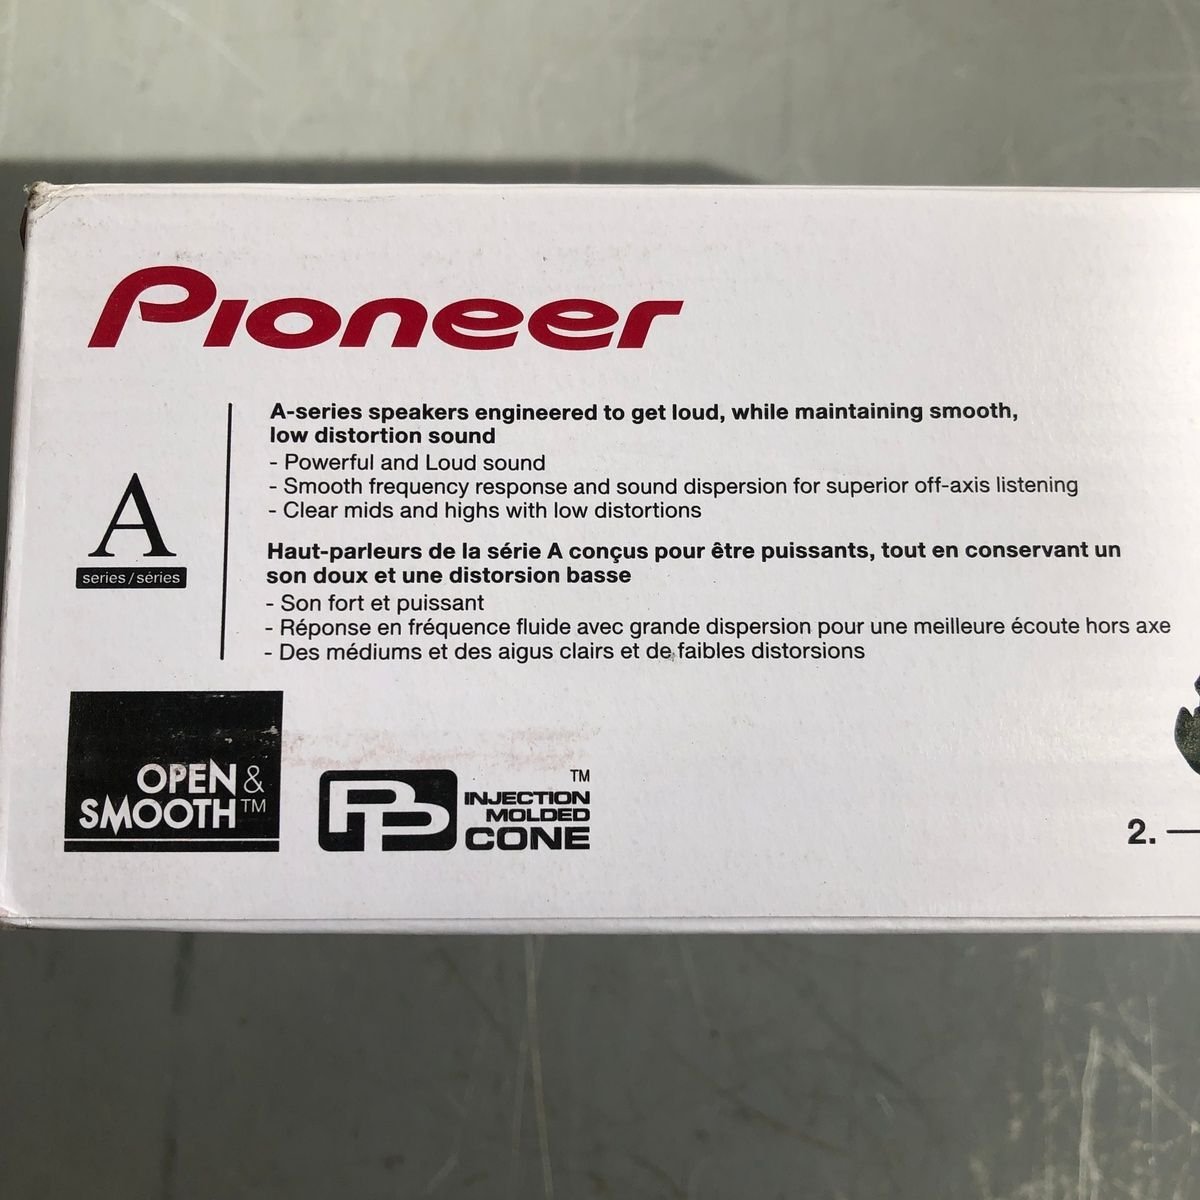 Pioneer
A-series speakers engineered to get loud, while maintaining smooth,
low distortion sound
- Powerful and Loud sound
- Smooth frequency response and sound dispersion for superior off-axis listening
- Clear mids and highs with low distortions
A
series/séries
Haut-parleurs de la série A conçus pour être puissants, tout en conservant un
son doux et une distorsion basse
- Son fort et puissant
- Réponse en fréquence fluide avec grande dispersion pour une meilleure écoute hors axe
- Des médiums et des aigus clairs et de faibles distorsions
OPEN &
SMOOTH™
™
INJECTION
MOLDED
CONE
2.